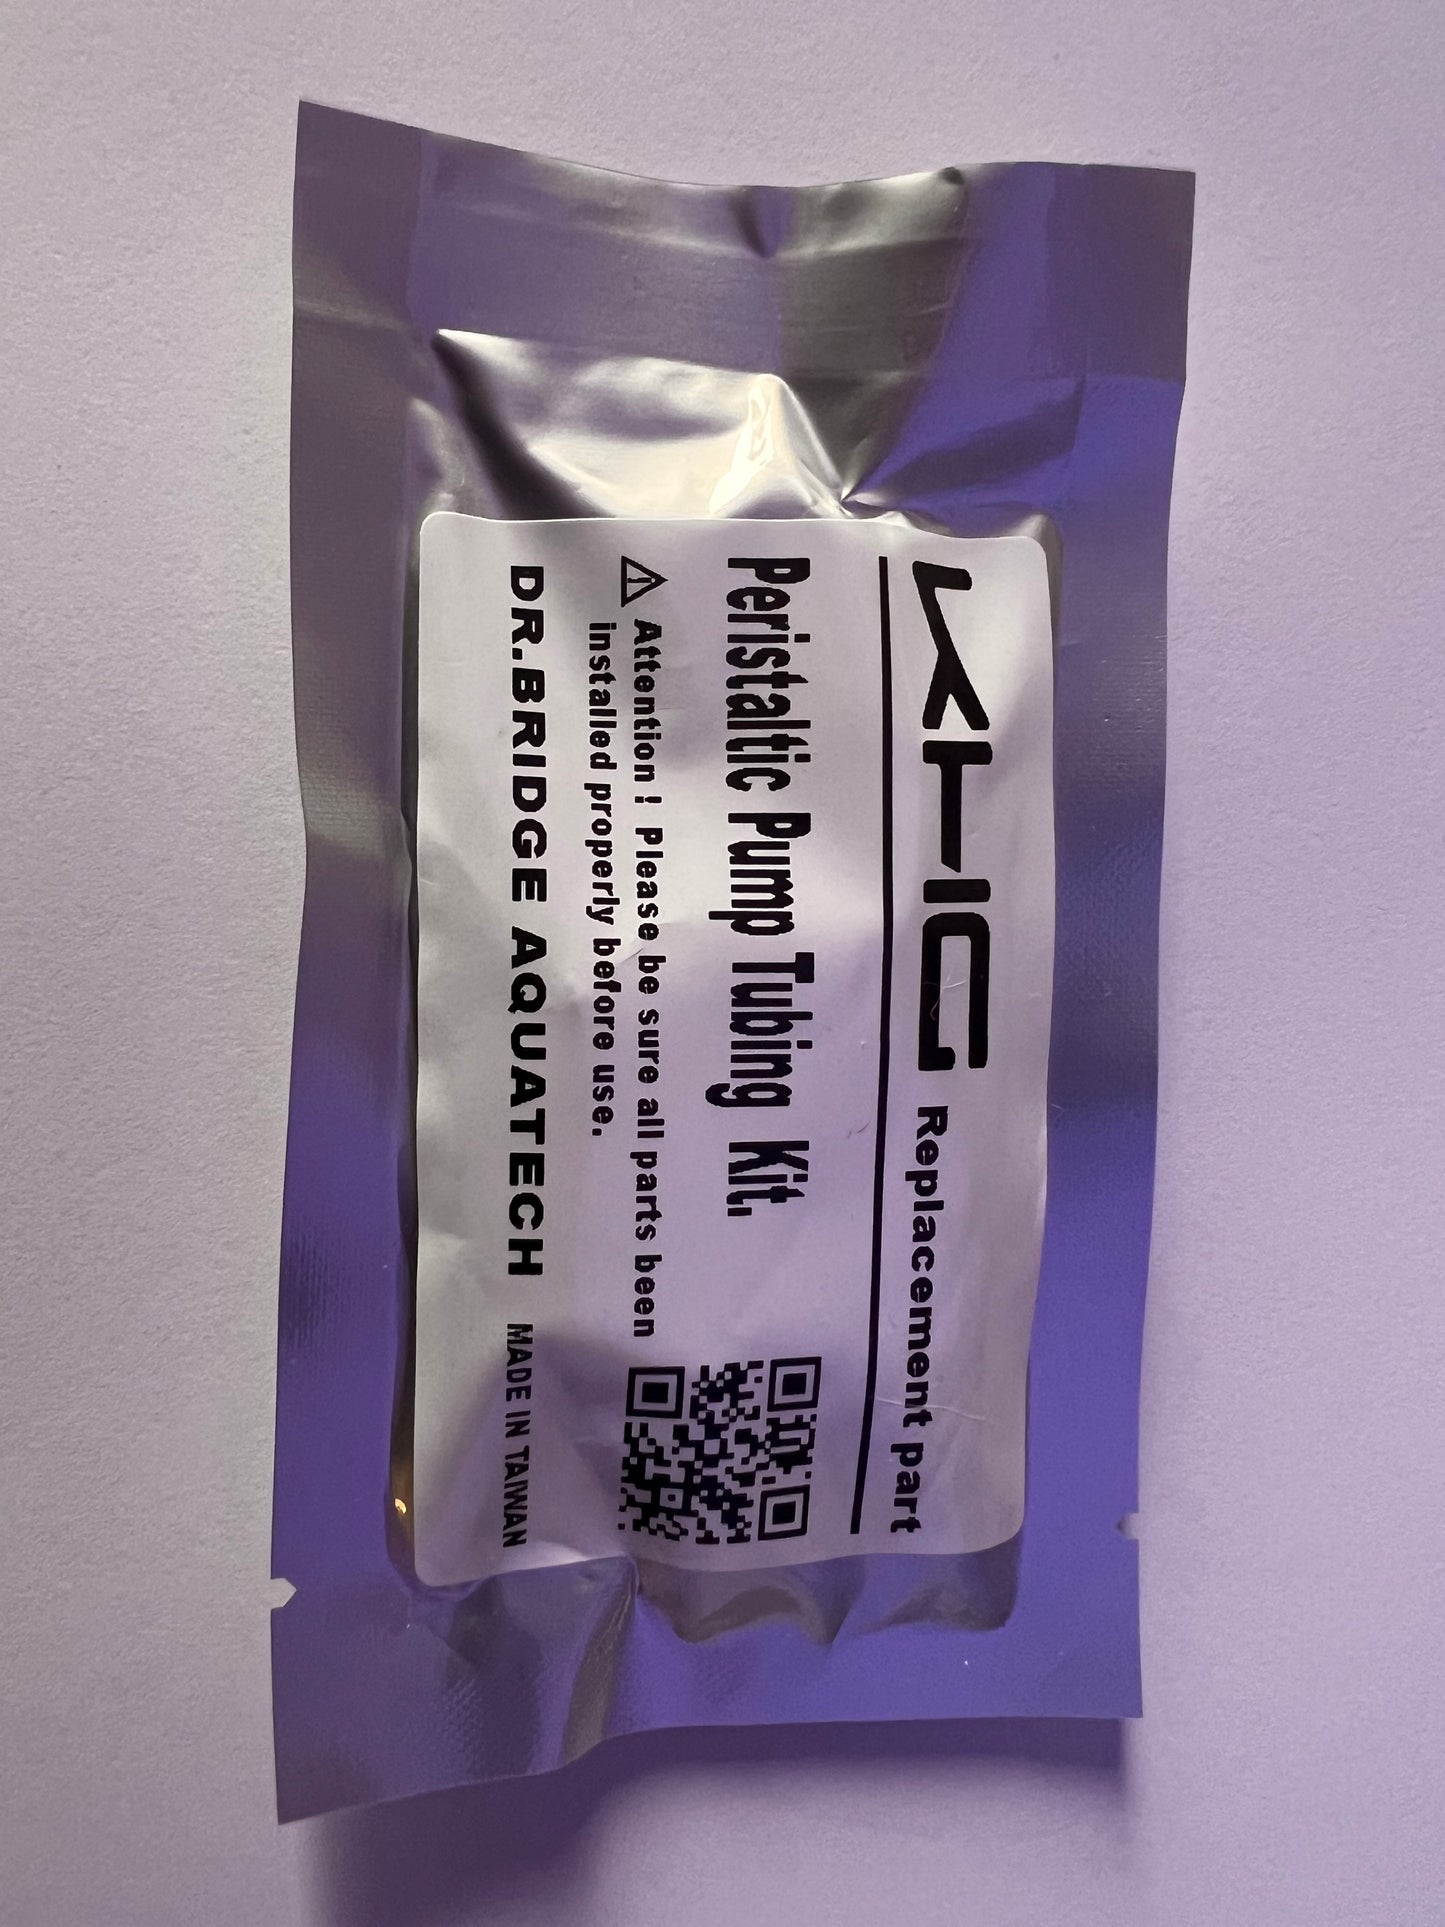 KHG Replacement part
Peristaltic Pump Tubing Kit.
Attention ! Please be sure all parts been
installed properly before use.
DR.BRIDGE AQUATECH MADE IN TAIWAN